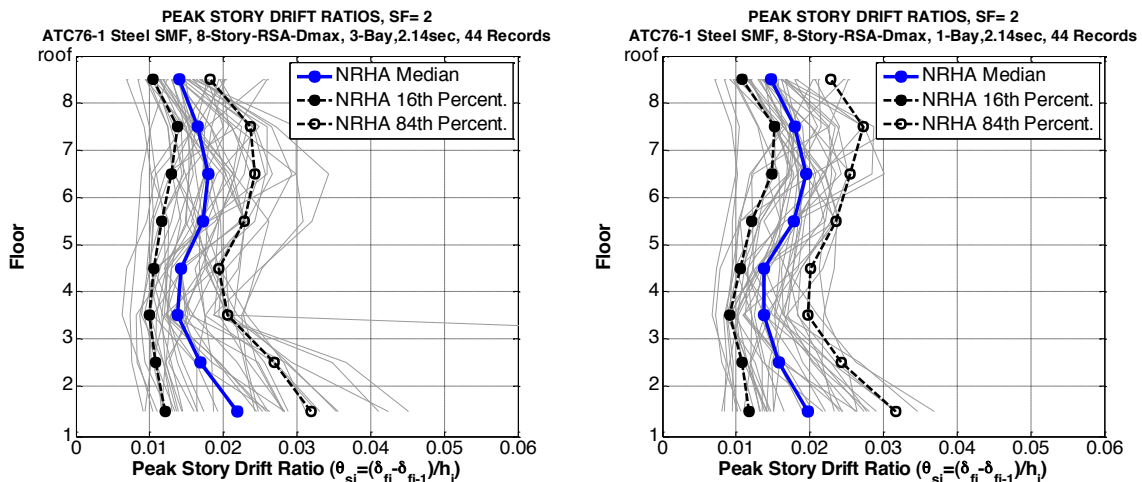 PEAK STORY DRIFT RATIOS, SF= 2
ATC76-1 Steel SMF, 8-Story-RSA-Dmax, 3-Bay,2.14sec, 44 Records
roof
8
7
6
5
4
3
2
1
Floor
NRHA Median
NRHA 16th Percent.
NRHA 84th Percent.
0 0.01 0.02 0.03 0.04 0.05 0.06
Peak Story Drift Ratio (θsi=(δfi-δfi-1)/hi)
PEAK STORY DRIFT RATIOS, SF= 2
ATC76-1 Steel SMF, 8-Story-RSA-Dmax, 1-Bay,2.14sec, 44 Records
roof
8
7
6
5
4
3
2
1
Floor
NRHA Median
NRHA 16th Percent.
NRHA 84th Percent.
0 0.01 0.02 0.03 0.04 0.05 0.06
Peak Story Drift Ratio (θsi=(δfi-δfi-1)/hi)